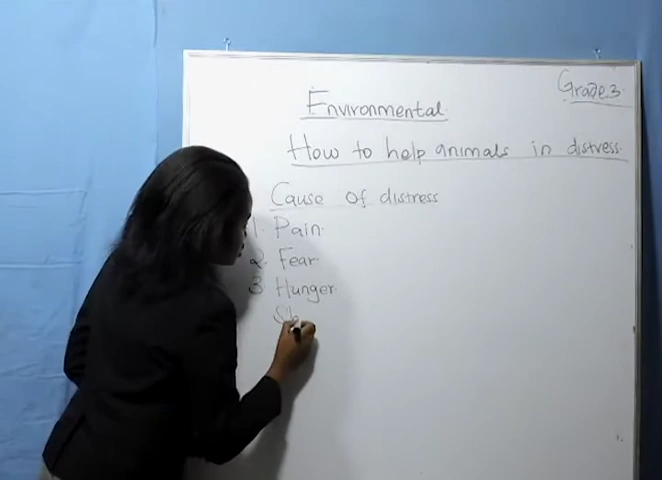 Grade 3
Environmental
How to help animals in distress.
Cause of distress
1. Pain.
2. Fear.
3 Hunger.